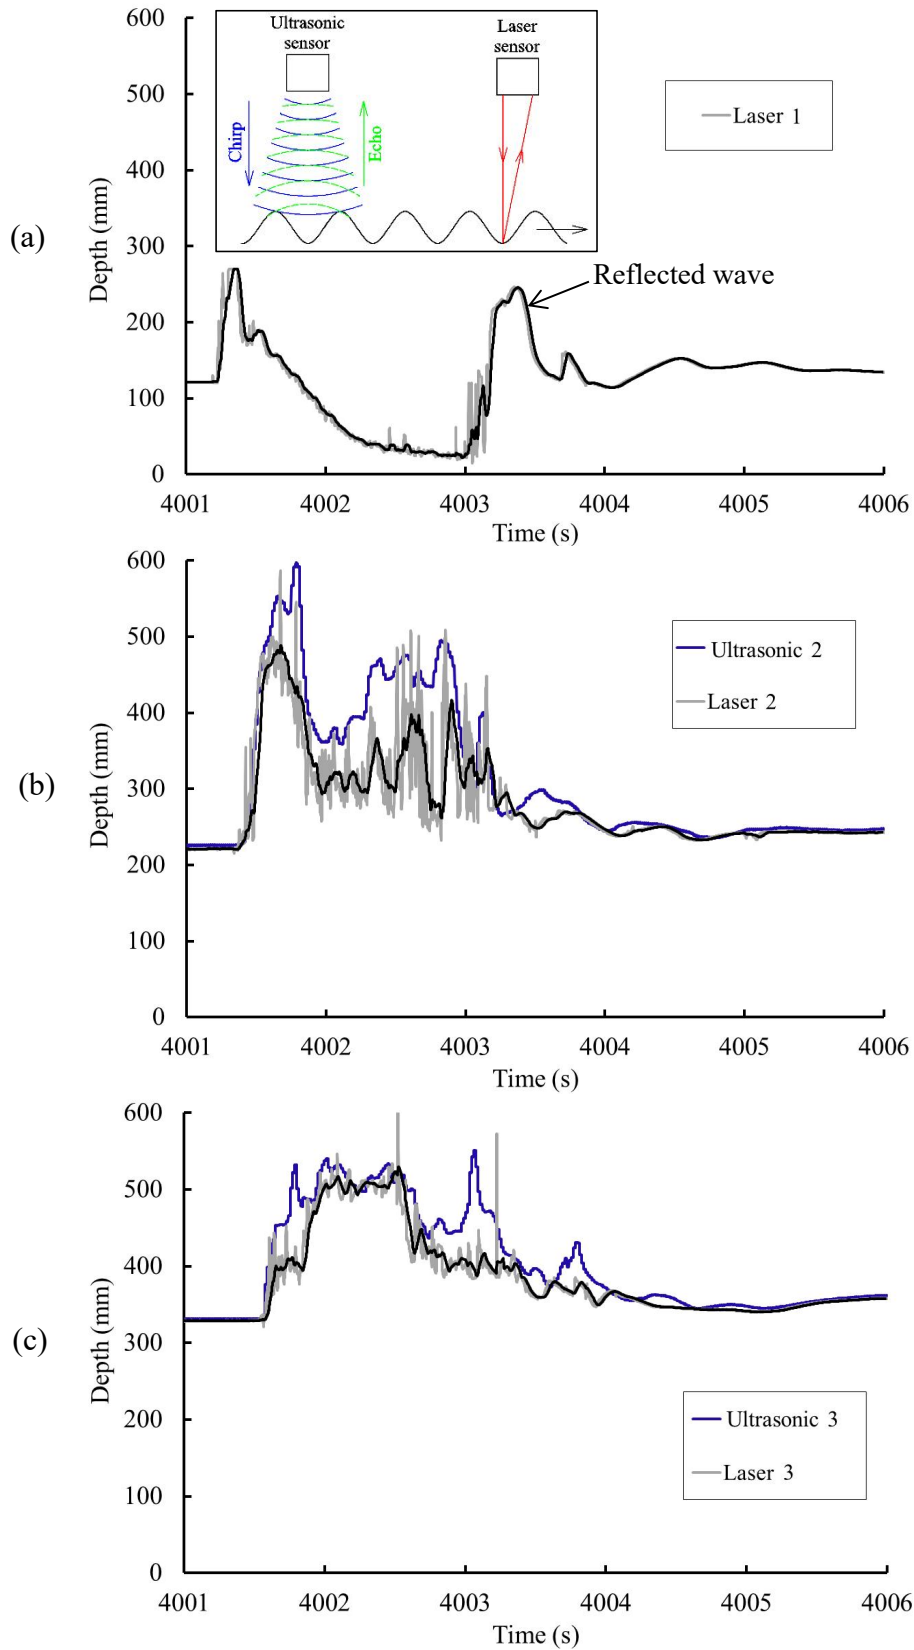 600
500
400
300
200
100
0
Depth (mm)
Ultrasonic
sensor
Laser
sensor
Chirp
Echo
Laser 1
(a)
Reflected wave
4001 4002 4003 4004 4005 4006
Time (s)
600
500
400
300
200
100
0
Depth (mm)
Ultrasonic 2
Laser 2
(b)
4001 4002 4003 4004 4005 4006
Time (s)
600
500
400
300
200
100
0
Depth (mm)
(c)
Ultrasonic 3
Laser 3
4001 4002 4003 4004 4005 4006
Time (s)